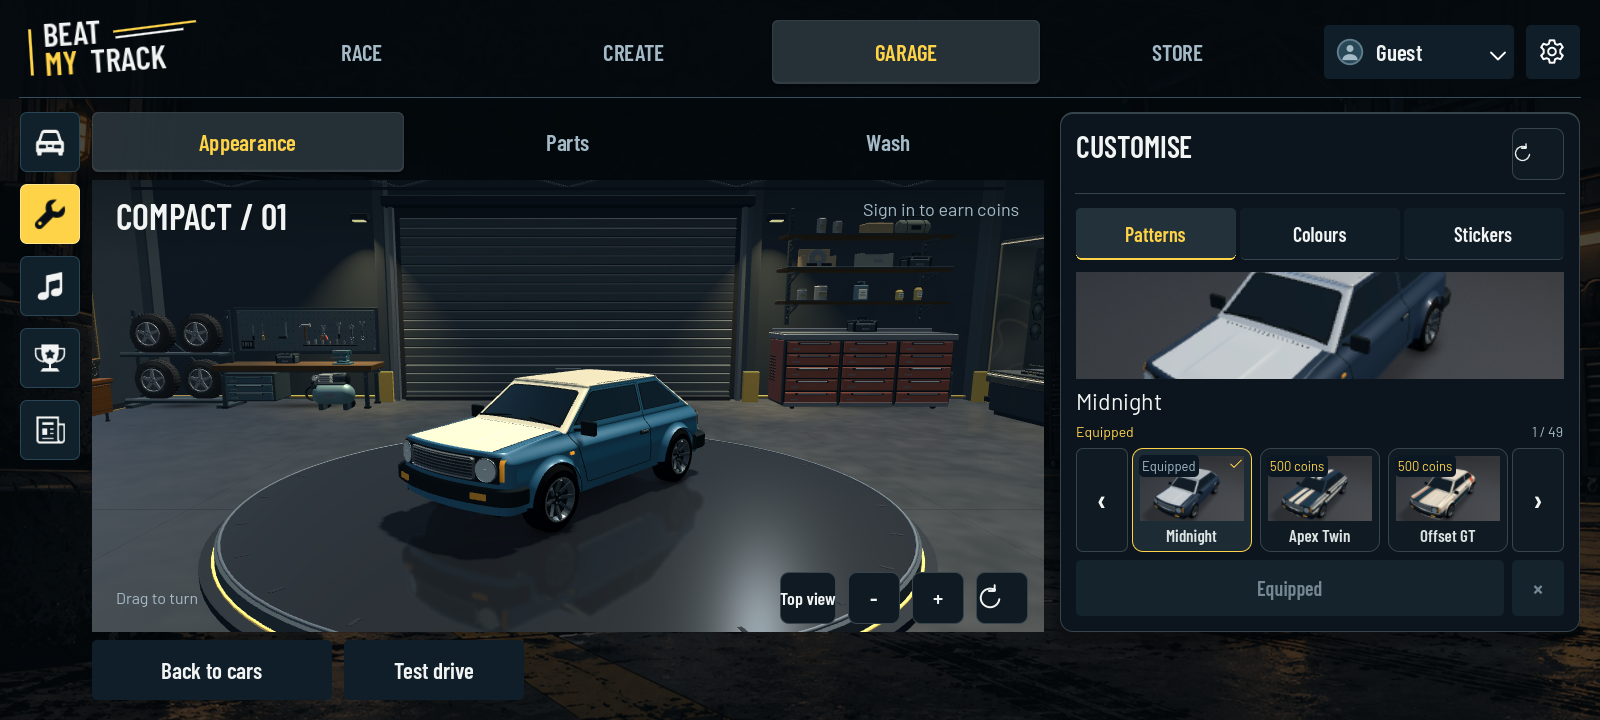 BEAT
MY TRACK
RACE
CREATE
GARAGE
STORE
Guest
Appearance
Parts
Wash
COMPACT / 01
Sign in to earn coins
Drag to turn
Top view
-
+
Back to cars
Test drive
CUSTOMISE
Patterns
Colours
Stickers
Midnight
Equipped
1 / 49
‹
Equipped
Midnight
500 coins
Apex Twin
500 coins
Offset GT
›
Equipped
×